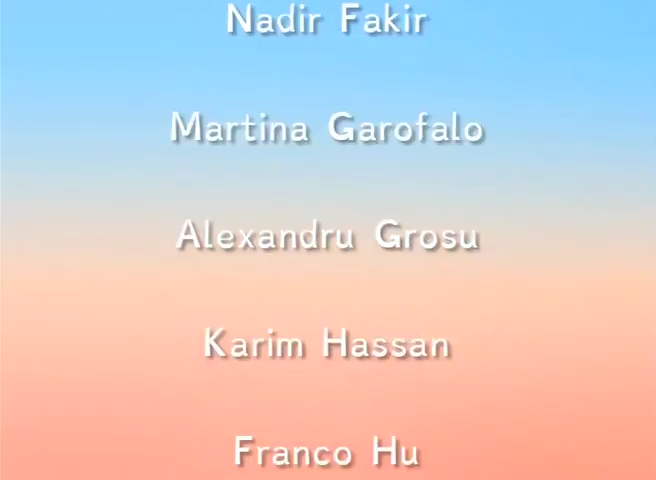 Nadir Fakir
Martina Garofalo
Alexandru Grosu
Karim Hassan
Franco Hu